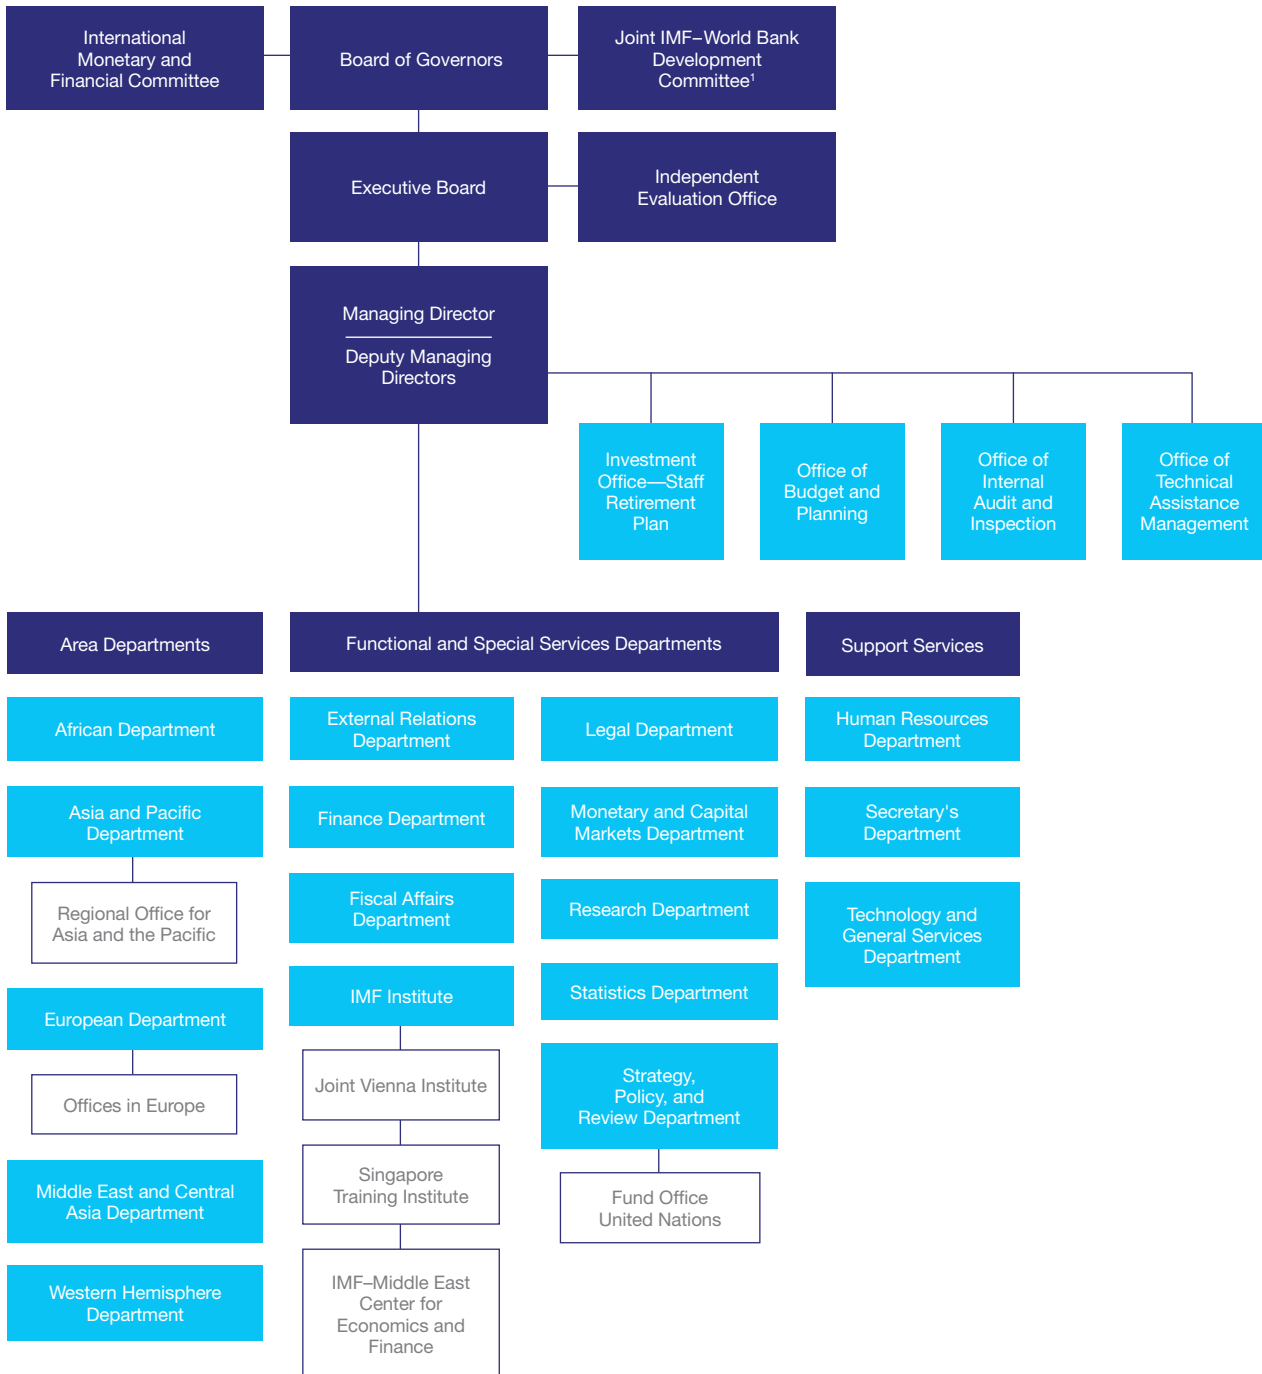 International
Monetary and
Financial Committee
Board of Governors
Joint IMF–World Bank
Development
Committee¹
Executive Board
Independent
Evaluation Office
Managing Director
Deputy Managing
Directors
Investment
Office—Staff
Retirement
Plan
Office of
Budget and
Planning
Office of
Internal
Audit and
Inspection
Office of
Technical
Assistance
Management
Area Departments
African Department
Asia and Pacific
Department
Regional Office for
Asia and the Pacific
European Department
Offices in Europe
Middle East and Central
Asia Department
Western Hemisphere
Department
Functional and Special Services Departments
External Relations
Department
Finance Department
Fiscal Affairs
Department
IMF Institute
Joint Vienna Institute
Singapore
Training Institute
IMF–Middle East
Center for
Economics and
Finance
Legal Department
Monetary and Capital
Markets Department
Research Department
Statistics Department
Strategy,
Policy, and
Review Department
Fund Office
United Nations
Support Services
Human Resources
Department
Secretary's
Department
Technology and
General Services
Department